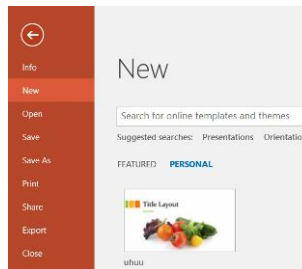 Info
New
Open
Save
Save As
Print
Share
Export
Close
New
Search for online templates and themes
Suggested searches: Presentations Orientatio
FEATURED PERSONAL
Title Layout
uhuu